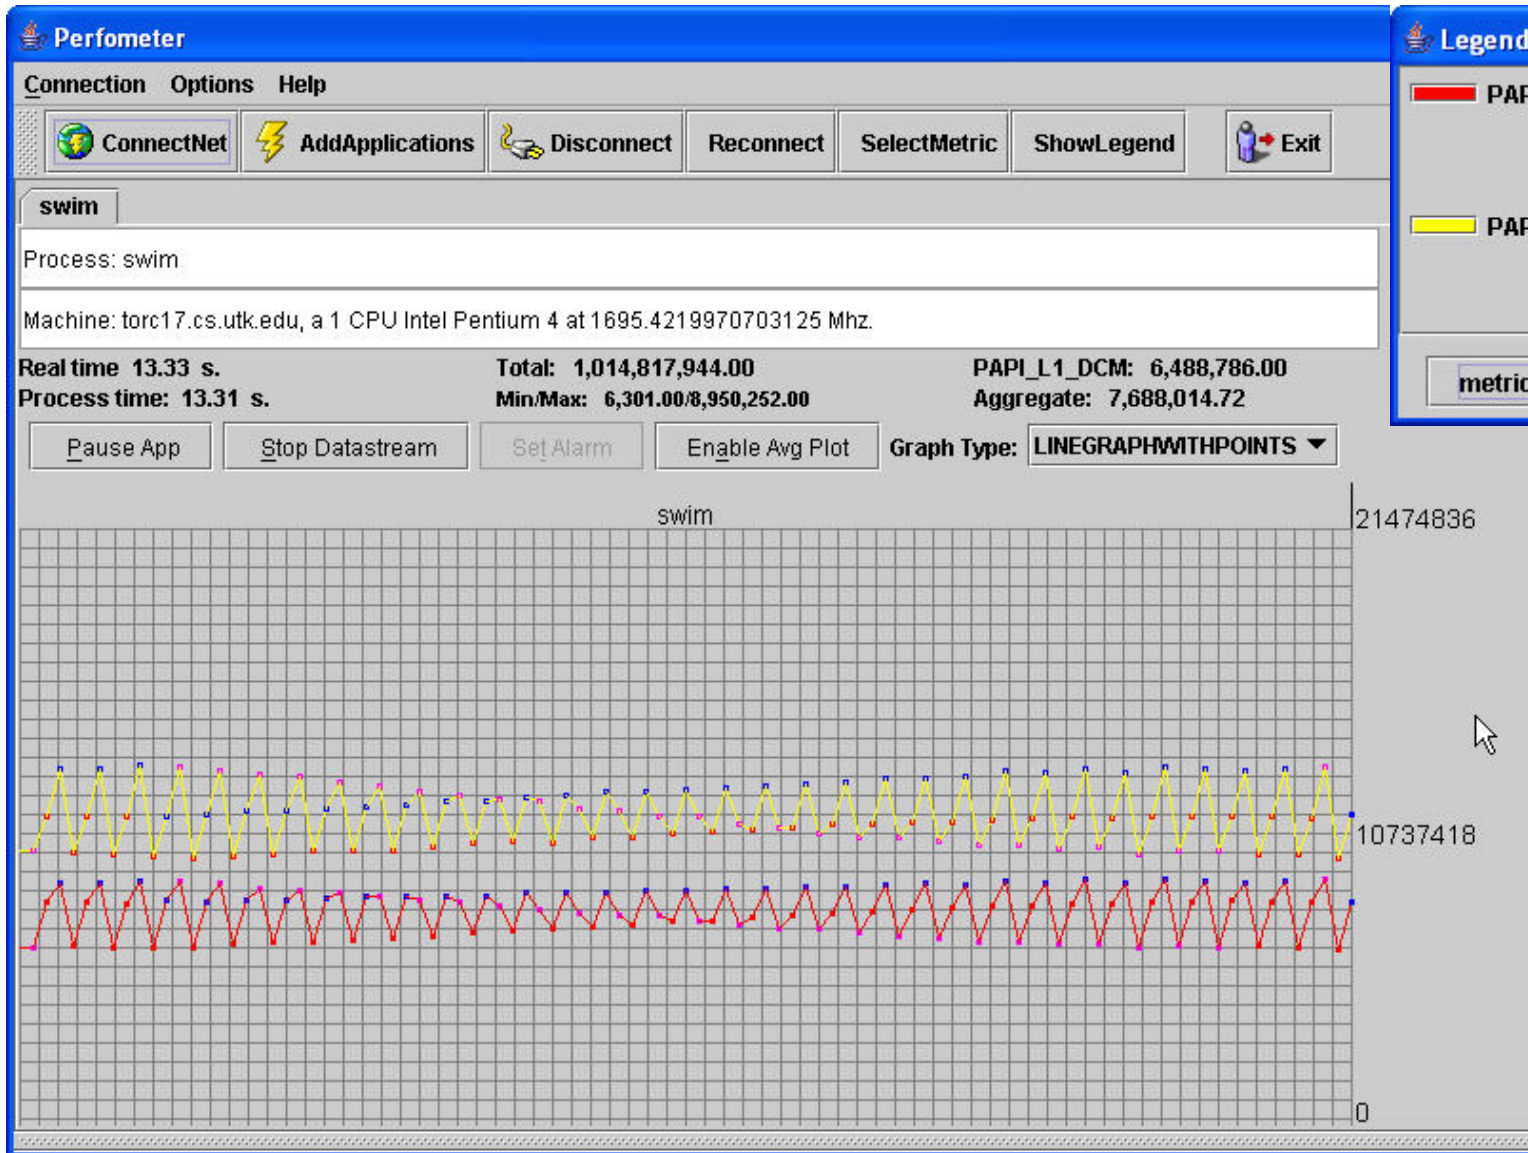 Perfometer
Legend
Connection Options Help
ConnectNet AddApplications Disconnect Reconnect SelectMetric ShowLegend Exit
swim
Process: swim
Machine: torc17.cs.utk.edu, a 1 CPU Intel Pentium 4 at 1695.4219970703125 Mhz.
Real time 13.33 s. Total: 1,014,817,944.00 PAPI_L1_DCM: 6,488,786.00
Process time: 13.31 s. Min/Max: 6,301.00/8,950,252.00 Aggregate: 7,688,014.72
Pause App Stop Datastream Set Alarm Enable Avg Plot Graph Type: LINEGRAPHWITHPOINTS
swim
21474836
10737418
0